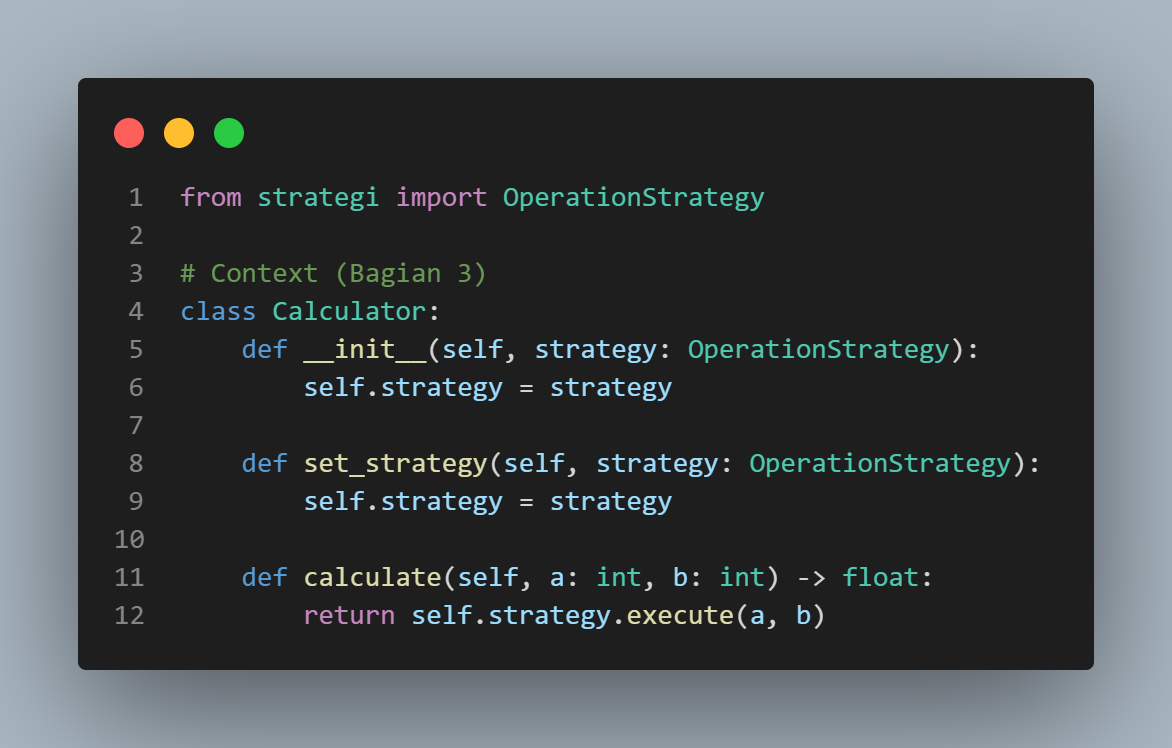 1 from strategi import OperationStrategy
2
3 # Context (Bagian 3)
4 class Calculator:
5     def __init__(self, strategy: OperationStrategy):
6         self.strategy = strategy
7
8     def set_strategy(self, strategy: OperationStrategy):
9         self.strategy = strategy
10
11     def calculate(self, a: int, b: int) -> float:
12         return self.strategy.execute(a, b)